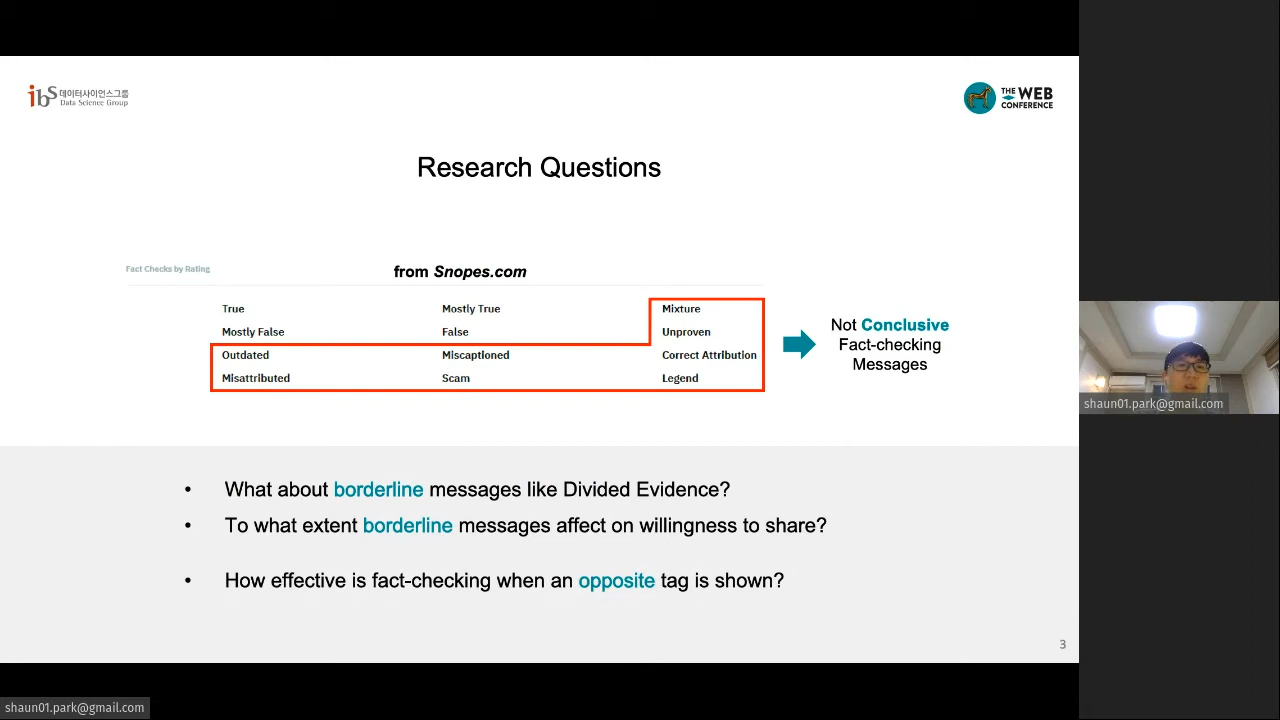 ibS 데이터사이언스그룹
Data Science Group
THE WEB
CONFERENCE
Research Questions
Fact Checks by Rating
from Snopes.com
True Mostly True Mixture
Mostly False False Unproven
Outdated Miscaptioned Correct Attribution
Misattributed Scam Legend
Not Conclusive
Fact-checking
Messages
• What about borderline messages like Divided Evidence?
• To what extent borderline messages affect on willingness to share?
• How effective is fact-checking when an opposite tag is shown?
3
shaun01.park@gmail.com
shaun01.park@gmail.com